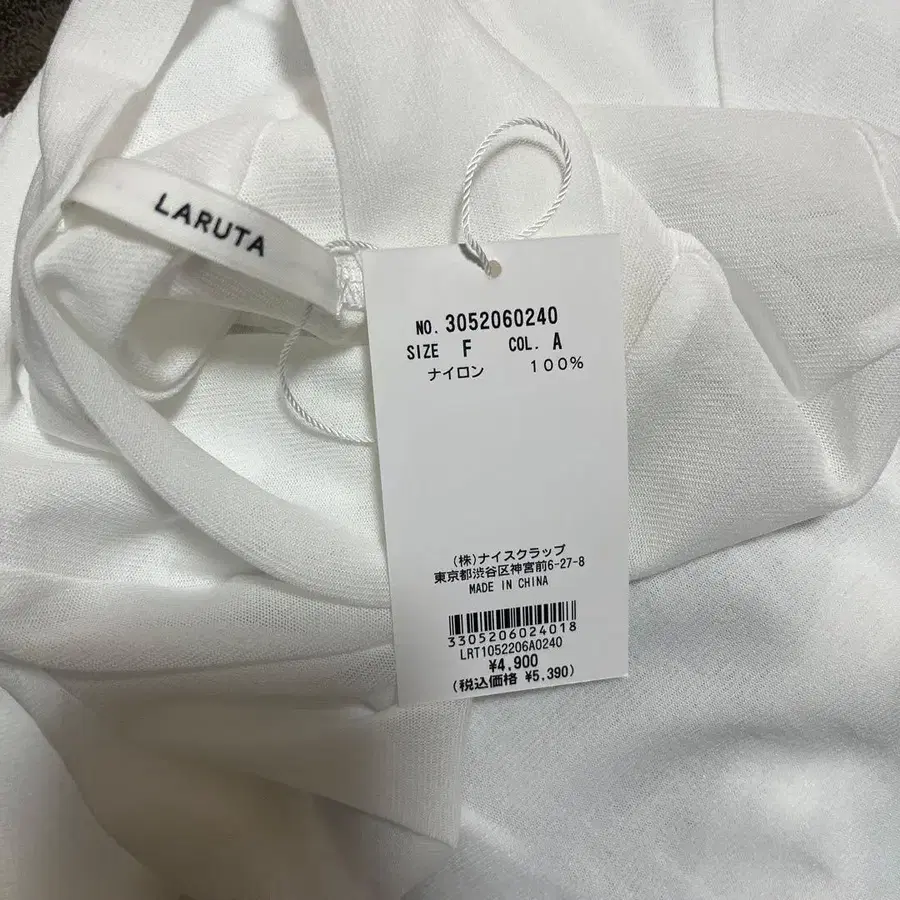 LARUTA
NO. 3052060240
SIZE F COL. A
ナイロン 100%
(株)ナイスクラップ
東京都渋谷区神宮前6-27-8
MADE IN CHINA
3305206024018
LRT1052206A0240
¥4,900
(税込価格 ¥5,390)